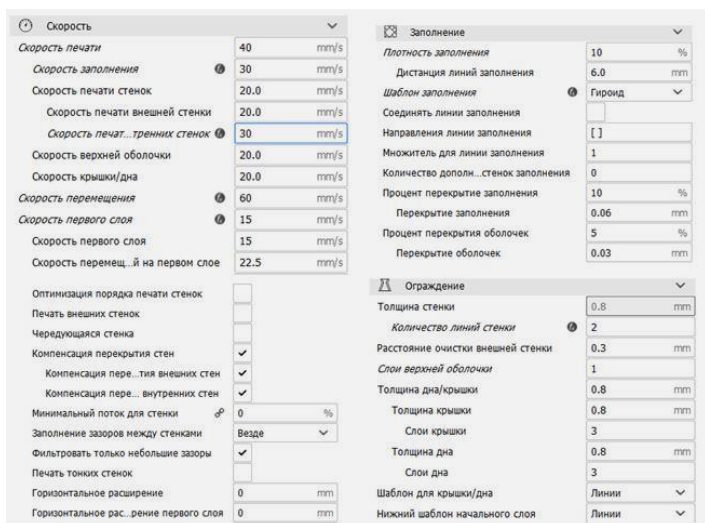 Скорость
Скорость печати 40 mm/s
Скорость заполнения 30 mm/s
Скорость печати стенок 20.0 mm/s
Скорость печати внешней стенки 20.0 mm/s
Скорость печат...тренних стенок 30 mm/s
Скорость верхней оболочки 20.0 mm/s
Скорость крышки/дна 20.0 mm/s
Скорость перемещения 60 mm/s
Скорость первого слоя 15 mm/s
Скорость первого слоя 15 mm/s
Скорость перемещ...й на первом слое 22.5 mm/s
Оптимизация порядка печати стенок
Печать внешних стенок
Чередующаяся стенка
Компенсация перекрытия стен
Компенсация пере...тия внешних стен
Компенсация пере... внутренних стен
Минимальный поток для стенки 0 %
Заполнение зазоров между стенками Везде
Фильтровать только небольшие зазоры
Печать тонких стенок
Горизонтальное расширение 0 mm
Горизонтальное рас...рение первого слоя 0 mm
Заполнение
Плотность заполнения 10 %
Дистанция линий заполнения 6.0 mm
Шаблон заполнения Гироид
Соединять линии заполнения
Направления линии заполнения [ ]
Множитель для линии заполнения 1
Количество дополн...стенок заполнения 0
Процент перекрытие заполнения 10 %
Перекрытие заполнения 0.06 mm
Процент перекрытия оболочек 5 %
Перекрытие оболочек 0.03 mm
Ограждение
Толщина стенки 0.8 mm
Количество линий стенки 2
Расстояние очистки внешней стенки 0.3 mm
Слои верхней оболочки 1
Толщина дна/крышки 0.8 mm
Толщина крышки 0.8 mm
Слои крышки 3
Толщина дна 0.8 mm
Слои дна 3
Шаблон для крышки/дна Линии
Нижний шаблон начального слоя Линии